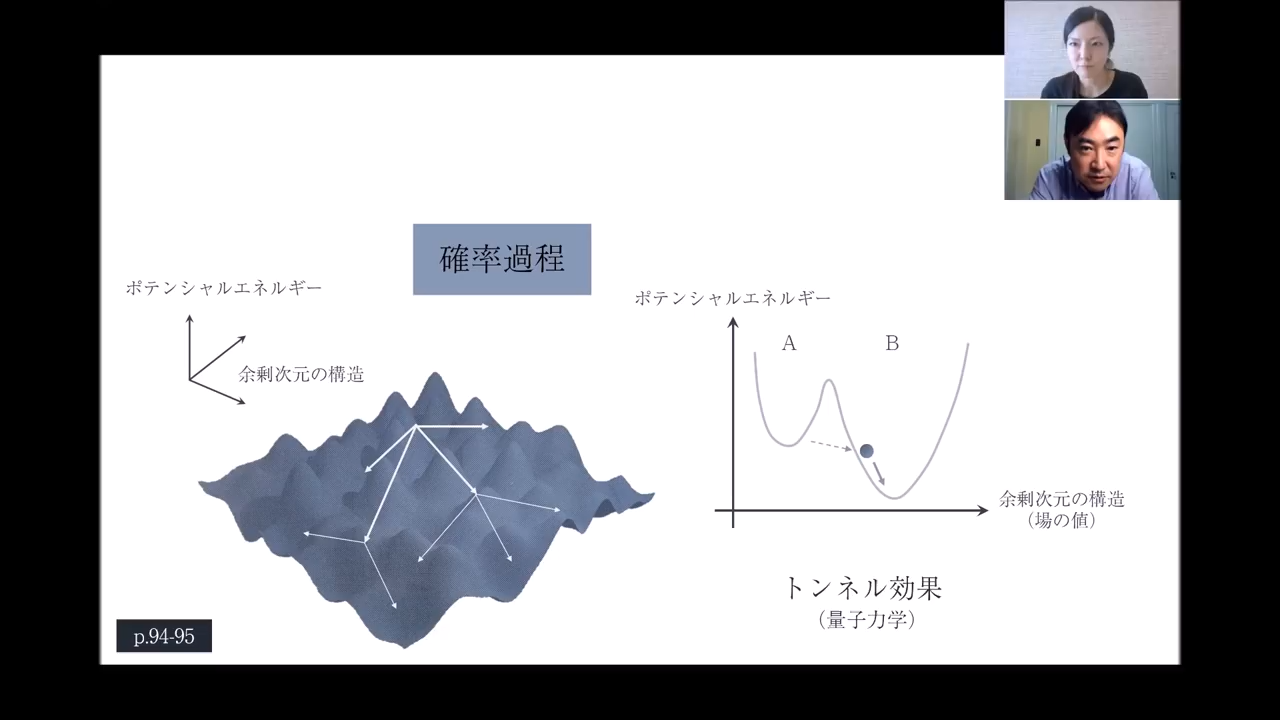 確率過程
ポテンシャルエネルギー
余剰次元の構造
ポテンシャルエネルギー
A
B
余剰次元の構造
（場の値）
トンネル効果
（量子力学）
p.94-95